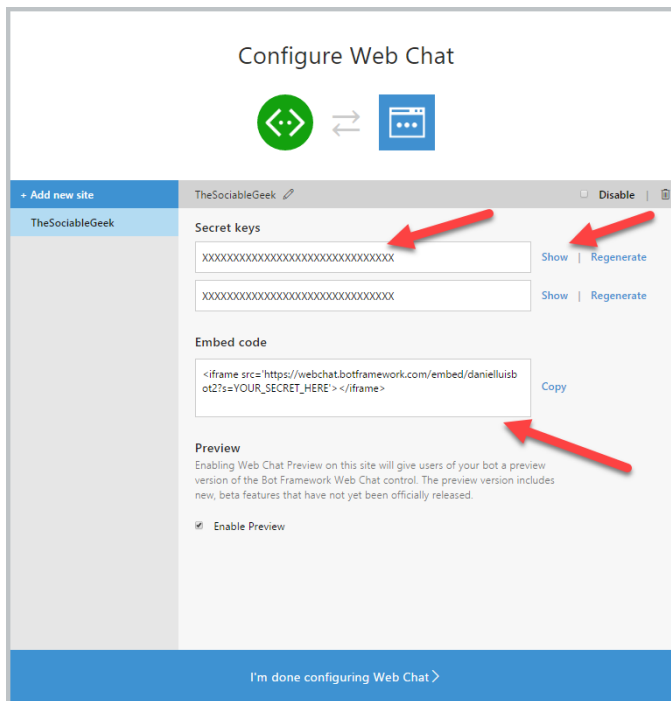 Configure Web Chat
+ Add new site
TheSociableGeek
Disable |
TheSociableGeek
Secret keys
XXXXXXXXXXXXXXXXXXXXXXXXXXXXXXXX
Show | Regenerate
XXXXXXXXXXXXXXXXXXXXXXXXXXXXXXXX
Show | Regenerate
Embed code
<iframe src='https://webchat.botframework.com/embed/danielluisb
ot2?s=YOUR_SECRET_HERE'></iframe>
Copy
Preview
Enabling Web Chat Preview on this site will give users of your bot a preview
version of the Bot Framework Web Chat control. The preview version includes
new, beta features that have not yet been officially released.
Enable Preview
I'm done configuring Web Chat >